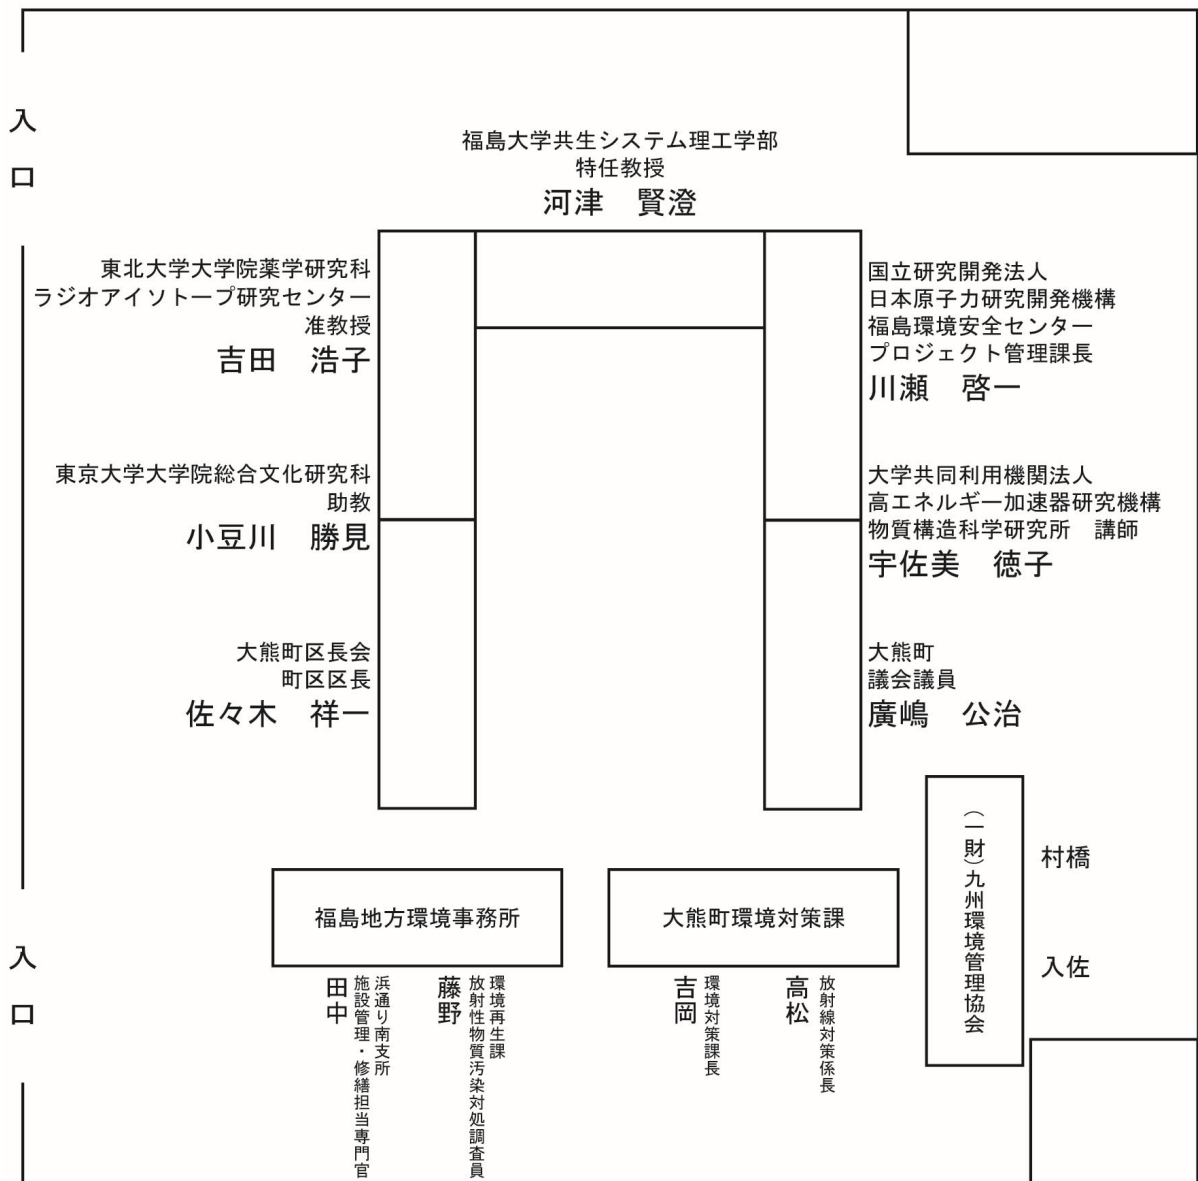 入
口
福島大学共生システム理工学部
特任教授
河津　賢澄
東北大学大学院薬学研究科
ラジオアイソトープ研究センター
准教授
吉田　浩子
国立研究開発法人
日本原子力研究開発機構
福島環境安全センター
プロジェクト管理課長
川瀬　啓一
東京大学大学院総合文化研究科
助教
小豆川　勝見
大学共同利用機関法人
高エネルギー加速器研究機構
物質構造科学研究所　講師
宇佐美　徳子
大熊町区長会
町区区長
佐々木　祥一
大熊町
議会議員
廣嶋　公治
(一財)九州環境管理協会
村橋
入佐
入
口
福島地方環境事務所
浜通り南支所
施設管理・修繕担当専門官
田中
環境再生課
放射性物質汚染対処調査員
藤野
大熊町環境対策課
環境対策課長
吉岡
放射線対策係長
高松